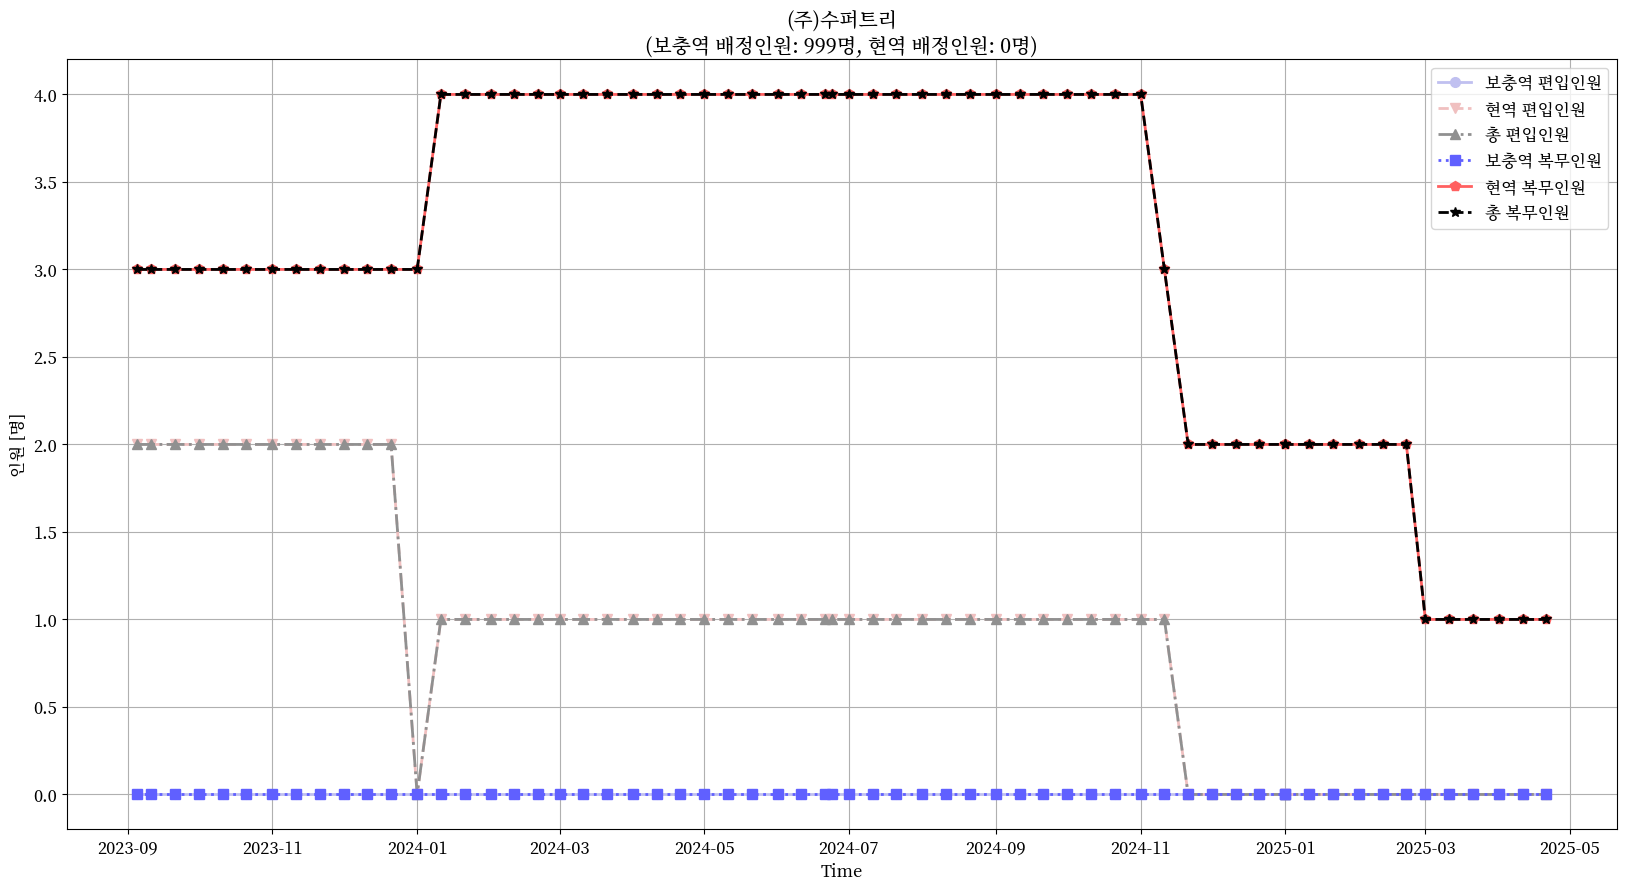 (주)수퍼트리
(보충역 배정인원: 999명, 현역 배정인원: 0명)
보충역 편입인원
현역 편입인원
총 편입인원
보충역 복무인원
현역 복무인원
총 복무인원
인원 [명]
4.0
3.5
3.0
2.5
2.0
1.5
1.0
0.5
0.0
2023-09 2023-11 2024-01 2024-03 2024-05 2024-07 2024-09 2024-11 2025-01 2025-03 2025-05
Time